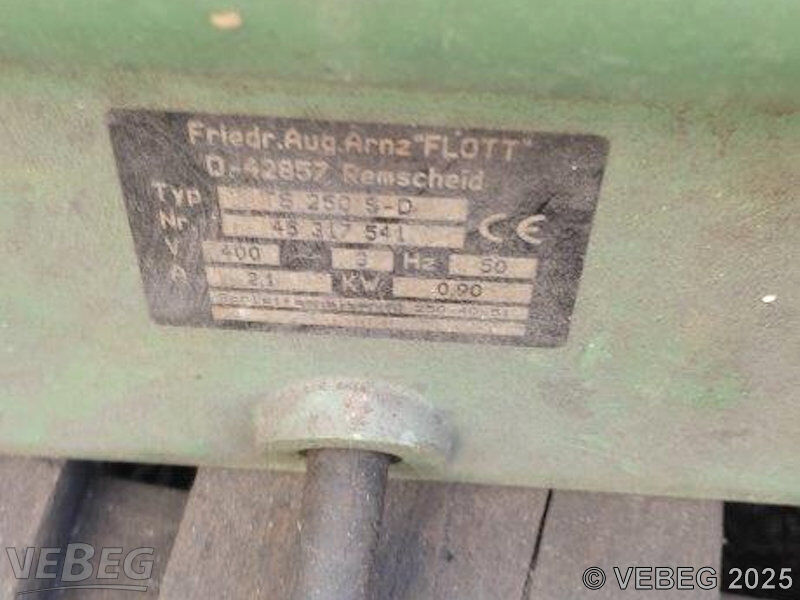 Friedr.Aug.Arnz "FLOTT"
D-42857 Remscheid
Typ TS 250 S-D
Nr. 45 317 541
V 400 3 Hz 50
A 2.1 KW 0.90
CE
VEBEG
© VEBEG 2025